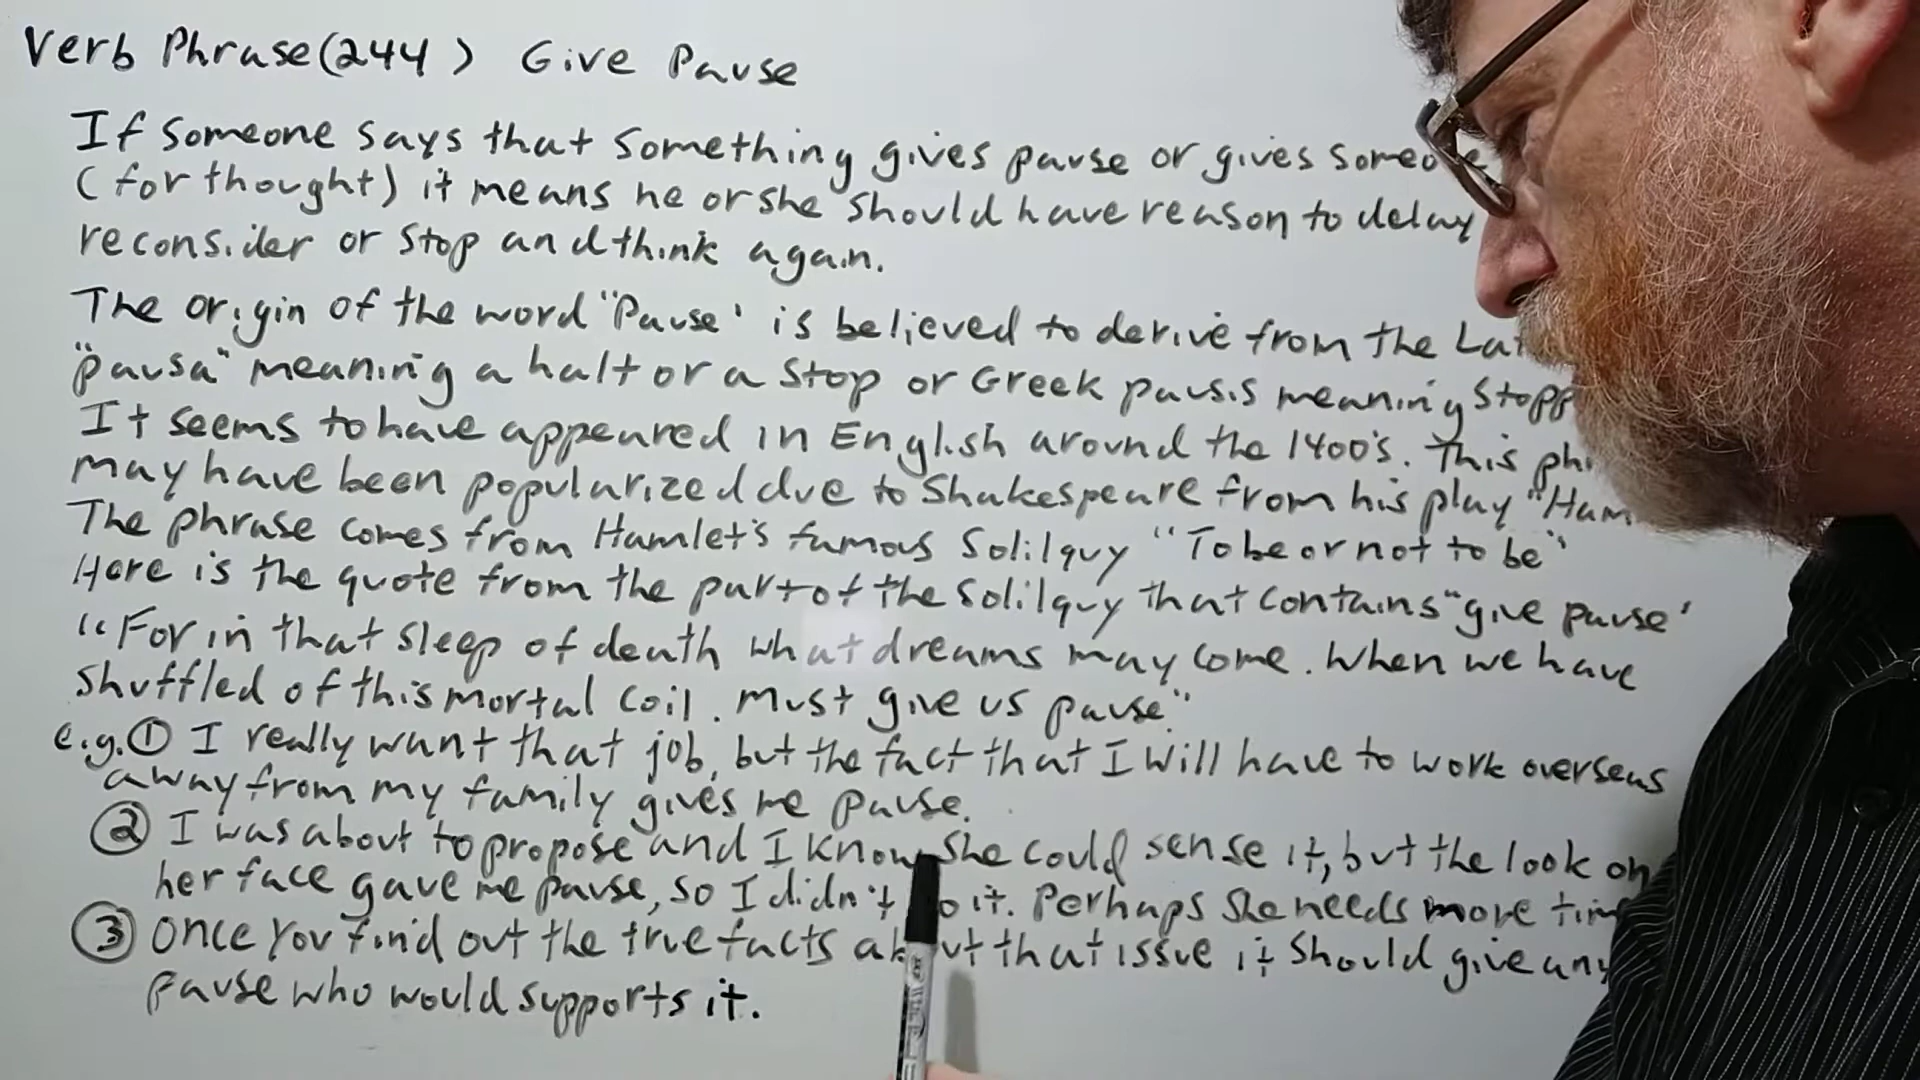 Verb Phrase (244) Give Pause
If someone says that something gives pause or gives
(for thought) it means he or she should have reason to delay
reconsider or stop and think again.
The origin of the word "Pause' is believed to derive from the
"pausa" meaning a halt or a stop or Greek pausis meaning
It seems to have appeared in English around the 1400's. This
may have been popularized due to Shakespeare from his play
The phrase comes from Hamlet's famous Solilquy "To be or not to be"
Here is the quote from the part of the Solilquy that contains "give pause'
"For in that sleep of death what dreams may come. When we have
shuffled of this mortal coil. Must give us pause"
e.g. ① I really want that job, but the fact that I will have to work overseas
away from my family gives me pause.
② I was about to propose and I know she could sense it, but the look on
her face gave me pause, so I didn't it. Perhaps she needs more
③ Once you find out the true facts that issue it should give
pause who would supports it.